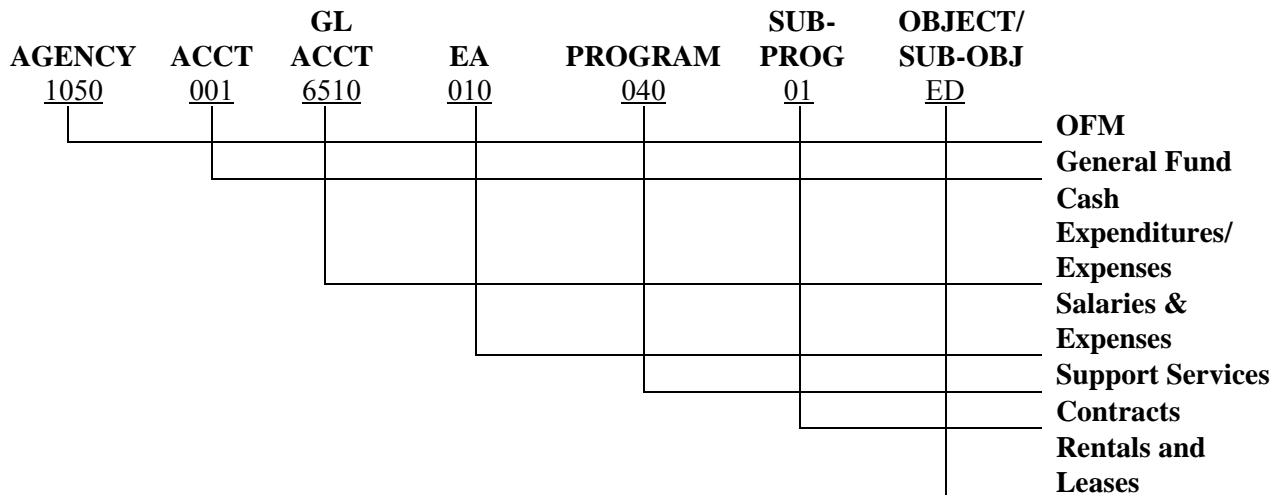 GL SUB- OBJECT/
AGENCY ACCT ACCT EA PROGRAM PROG SUB-OBJ
1050 001 6510 010 040 01 ED
OFM
General Fund
Cash
Expenditures/
Expenses
Salaries &
Expenses
Support Services
Contracts
Rentals and
Leases